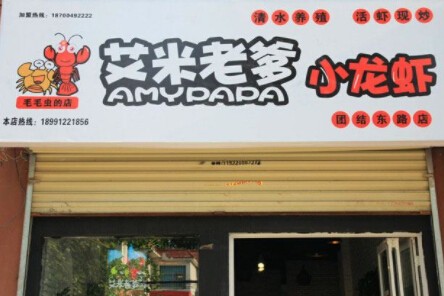 加盟热线：18709492222
清水养殖 活虾现炒
艾米老爹
AMYPAPA
小龙虾
毛毛虫的店
本店热线：18991221856
团结东路店